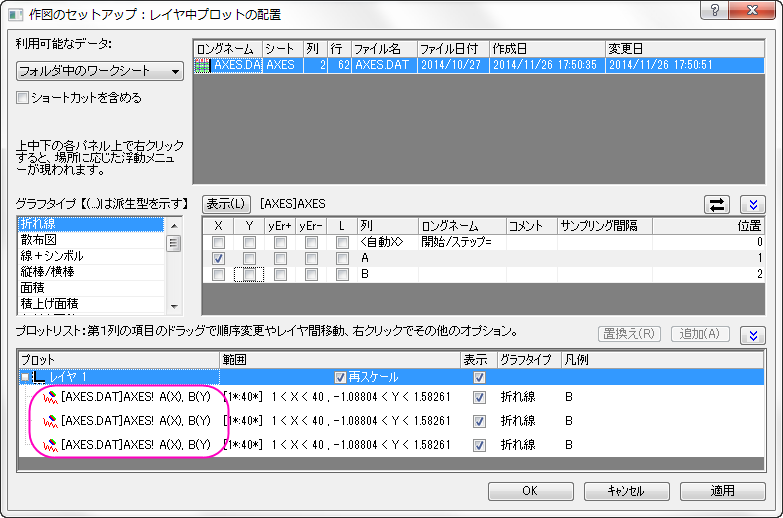 作図のセットアップ：レイヤ中プロットの配置
利用可能なデータ:
フォルダ中のワークシート
ショートカットを含める
上中下の各パネル上で右クリック
すると、場所に応じた浮動メニュ
ーが現われます。
ロングネーム シート 列 行 ファイル名 ファイル日付 作成日 変更日
AXES.DA AXES 2 62 AXES.DAT 2014/10/27 2014/11/26 17:50:35 2014/11/26 17:50:51
グラフタイプ【(...)は派生型を示す】
表示(L) [AXES]AXES
折れ線
散布図
線＋シンボル
縦棒/横棒
面積
積上げ面積
X Y yEr+ yEr- L 列 ロングネーム コメント サンプリング間隔 位置
<自動X> 開始/ステップ= 0
A 1
B 2
プロットリスト：第1列の項目のドラッグで順序変更やレイヤ間移動、右クリックでその他のオプション。
置換え(R) 追加(A)
プロット 範囲 表示 グラフタイプ 凡例
レイヤ 1 再スケール
[AXES.DAT]AXES! A(X), B(Y) [1*:40*] 1 < X < 40 , -1.08804 < Y < 1.58261 折れ線 B
[AXES.DAT]AXES! A(X), B(Y) [1*:40*] 1 < X < 40 , -1.08804 < Y < 1.58261 折れ線 B
[AXES.DAT]AXES! A(X), B(Y) [1*:40*] 1 < X < 40 , -1.08804 < Y < 1.58261 折れ線 B
OK キャンセル 適用